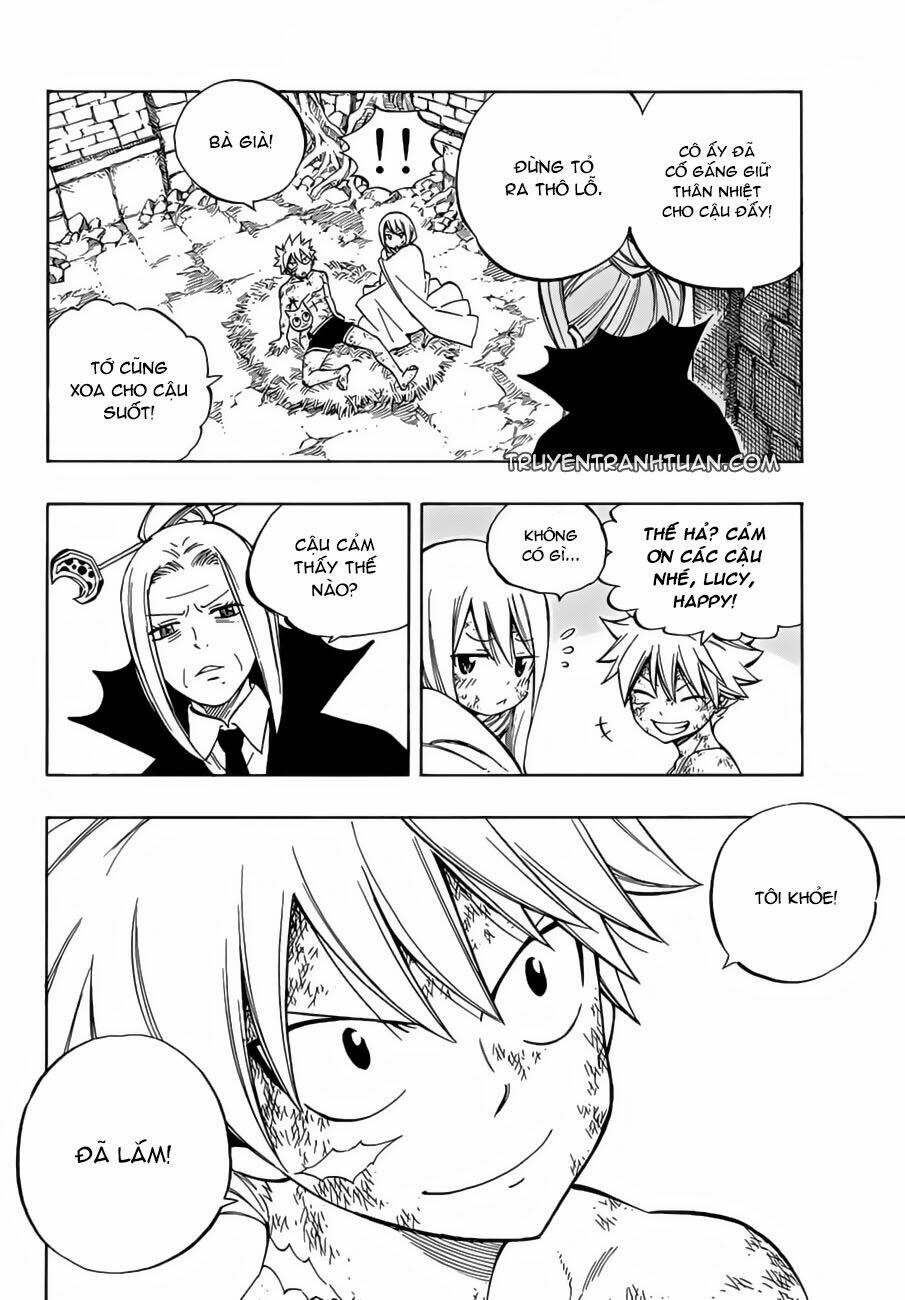 CÔ ẤY ĐÃ
CỐ GẮNG GIỮ
THÂN NHIỆT
CHO CẬU ĐẤY!
ĐỪNG TỎ
RA THÔ LỖ.
!!
BÀ GIÀ!
TỚ CŨNG
XOA CHO CẬU
SUỐT!
TRUYENTRANHTUAN.COM
THẾ HẢ? CẢM
ƠN CÁC CẬU
NHÉ, LUCY,
HAPPY!
KHÔNG
CÓ GÌ...
CÂU CẢM
THẤY THẾ
NÀO?
TÔI KHỎE!
ĐÃ LẮM!